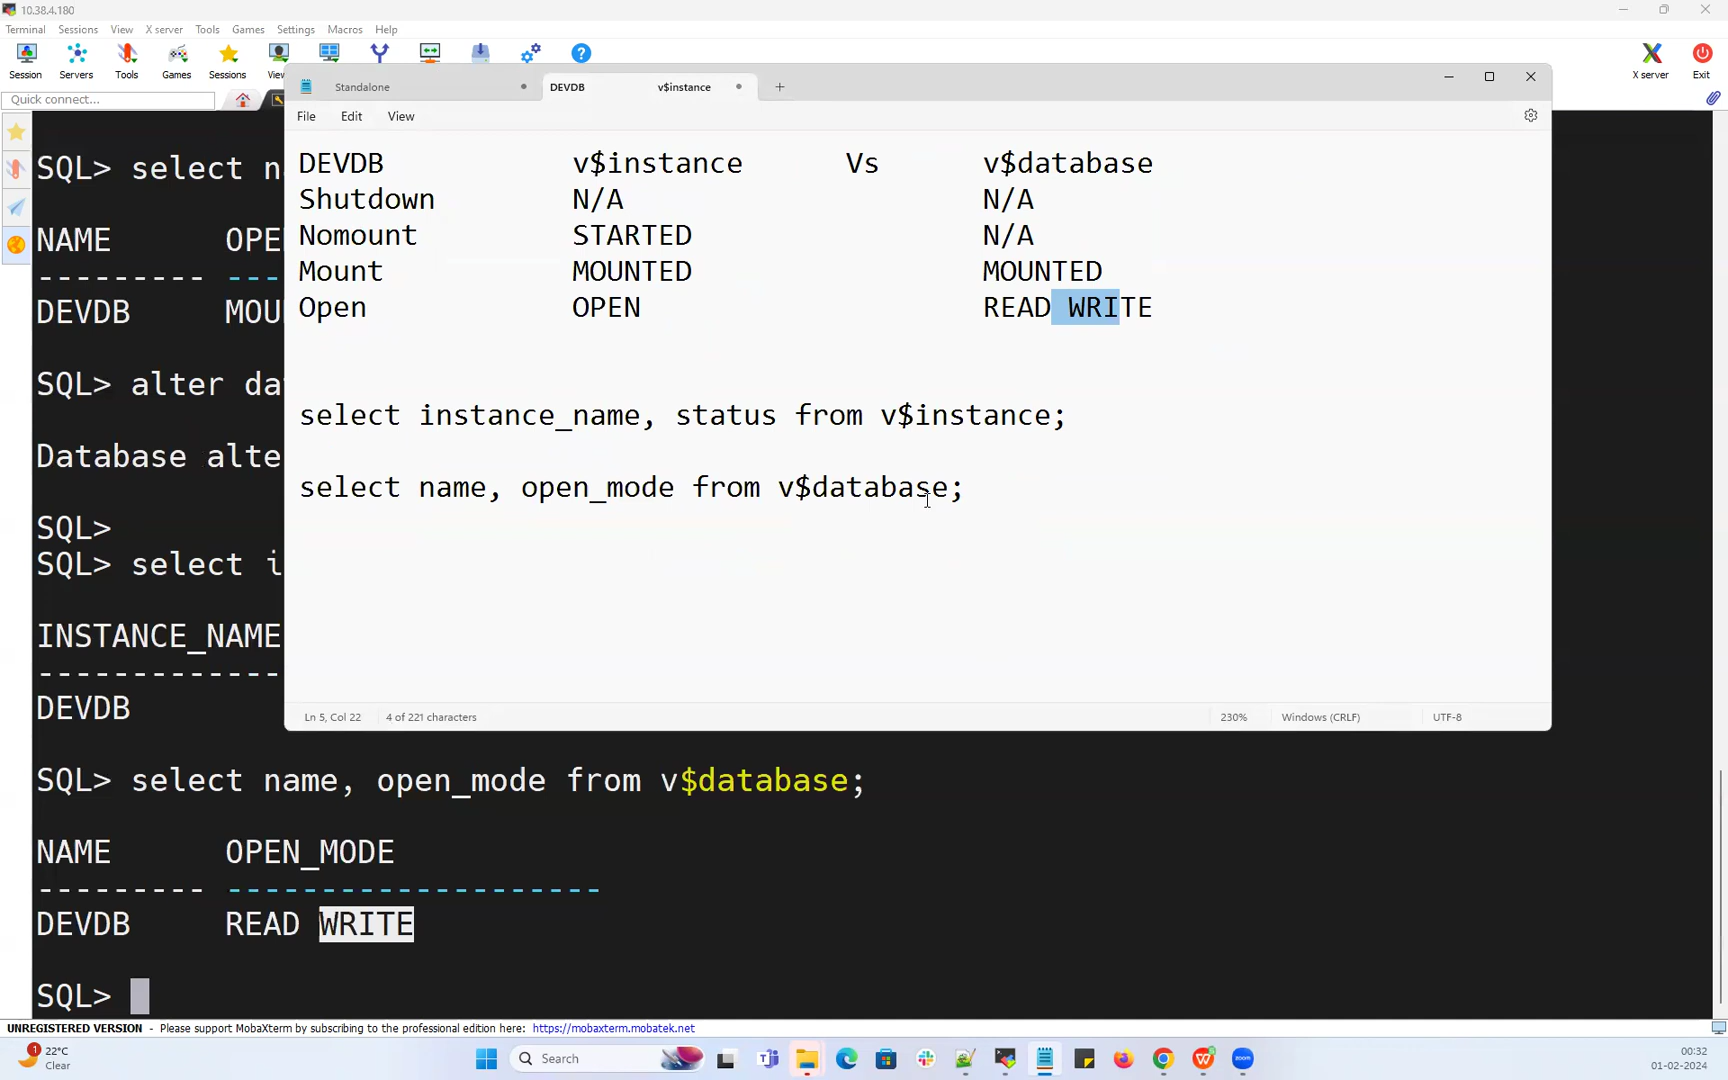 10.38.4.180
Terminal Sessions View X server Tools Games Settings Macros Help
Session Servers Tools Games Sessions View X server Exit
Quick connect...
Standalone DEVDB v$instance
File Edit View
DEVDB v$instance Vs v$database
Shutdown N/A N/A
Nomount STARTED N/A
Mount MOUNTED MOUNTED
Open OPEN READ WRITE
select instance_name, status from v$instance;
select name, open_mode from v$database;
Ln 5, Col 22 4 of 221 characters 230% Windows (CRLF) UTF-8
SQL> select n
NAME OPE
--------- ---
DEVDB MOU
SQL> alter da
Database alte
SQL>
SQL> select i
INSTANCE_NAME
-------------
DEVDB
SQL> select name, open_mode from v$database;
NAME OPEN_MODE
--------- --------------------
DEVDB READ WRITE
SQL>
UNREGISTERED VERSION - Please support MobaXterm by subscribing to the professional edition here: https://mobaxterm.mobatek.net
1 22°C
Clear
Search
00:32
01-02-2024